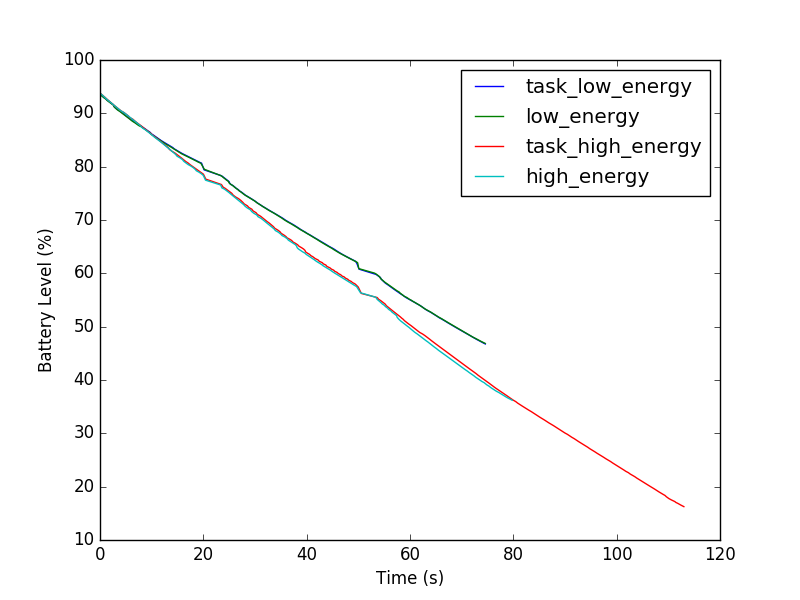 100
90
80
70
60
50
40
30
20
10
Battery Level (%)
task_low_energy
low_energy
task_high_energy
high_energy
0 20 40 60 80 100 120
Time (s)